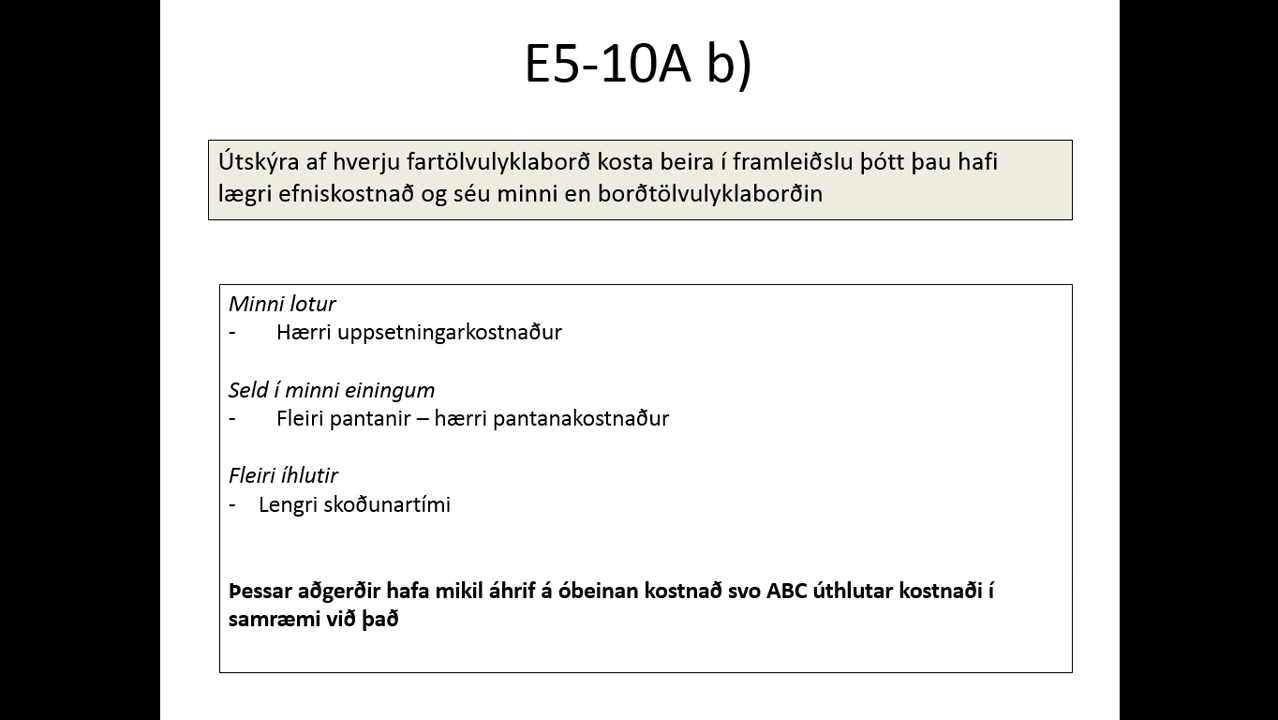 E5-10A b)
Útskýra af hverju fartölvulyklaborð kosta beira í framleiðslu þótt þau hafi
lægri efniskostnað og séu minni en borðtölvulyklaborðin
Minni lotur
- Hærri uppsetningarkostnaður
Seld í minni einingum
- Fleiri pantanir – hærri pantanakostnaður
Fleiri íhlutir
- Lengri skoðunartími
Þessar aðgerðir hafa mikil áhrif á óbeinan kostnað svo ABC úthlutar kostnaði í
samræmi við það